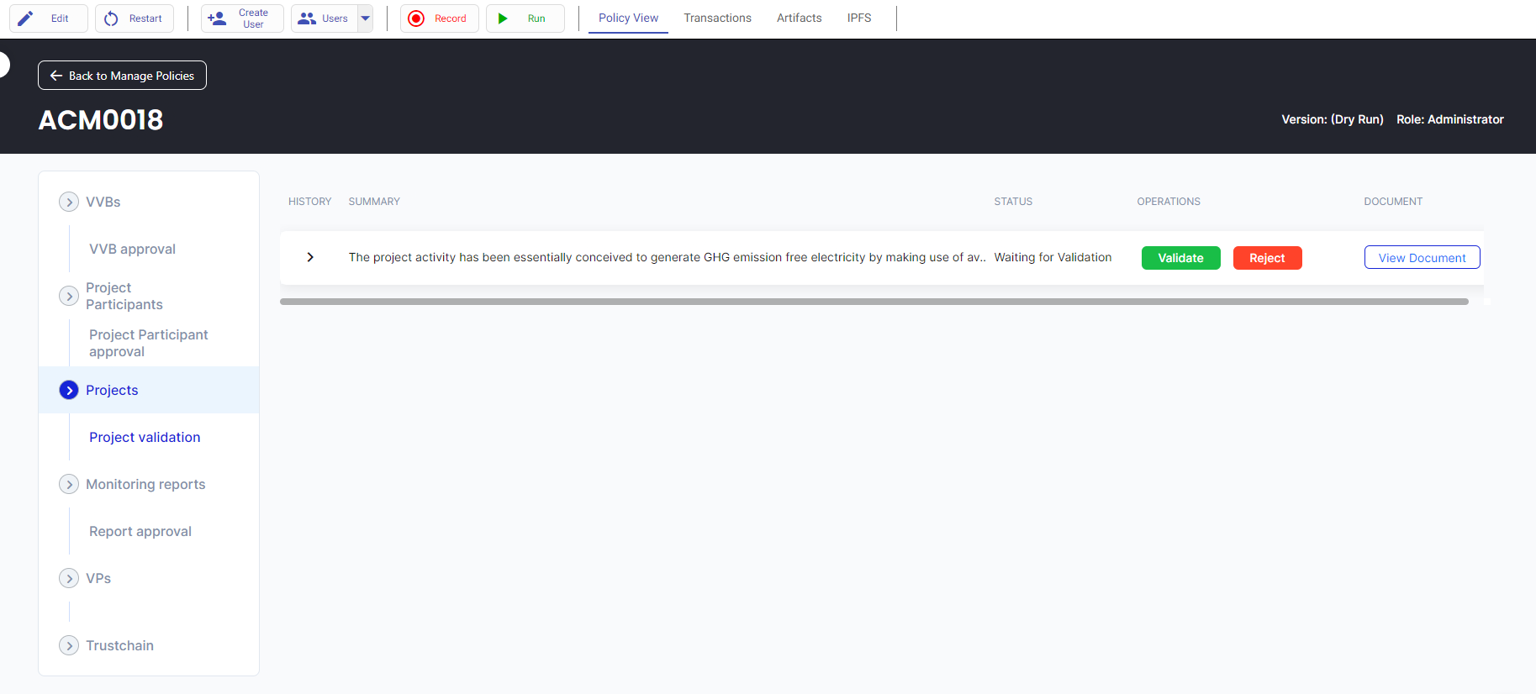 Edit
Restart
Create
User
Users
Record
Run
Policy View
Transactions
Artifacts
IPFS
Back to Manage Policies
ACM0018
Version: (Dry Run) Role: Administrator
VVBs
VVB approval
Project
Participants
Project Participant
approval
Projects
Project validation
Monitoring reports
Report approval
VPs
Trustchain
HISTORY SUMMARY STATUS OPERATIONS DOCUMENT
The project activity has been essentially conceived to generate GHG emission free electricity by making use of av.. Waiting for Validation Validate Reject View Document